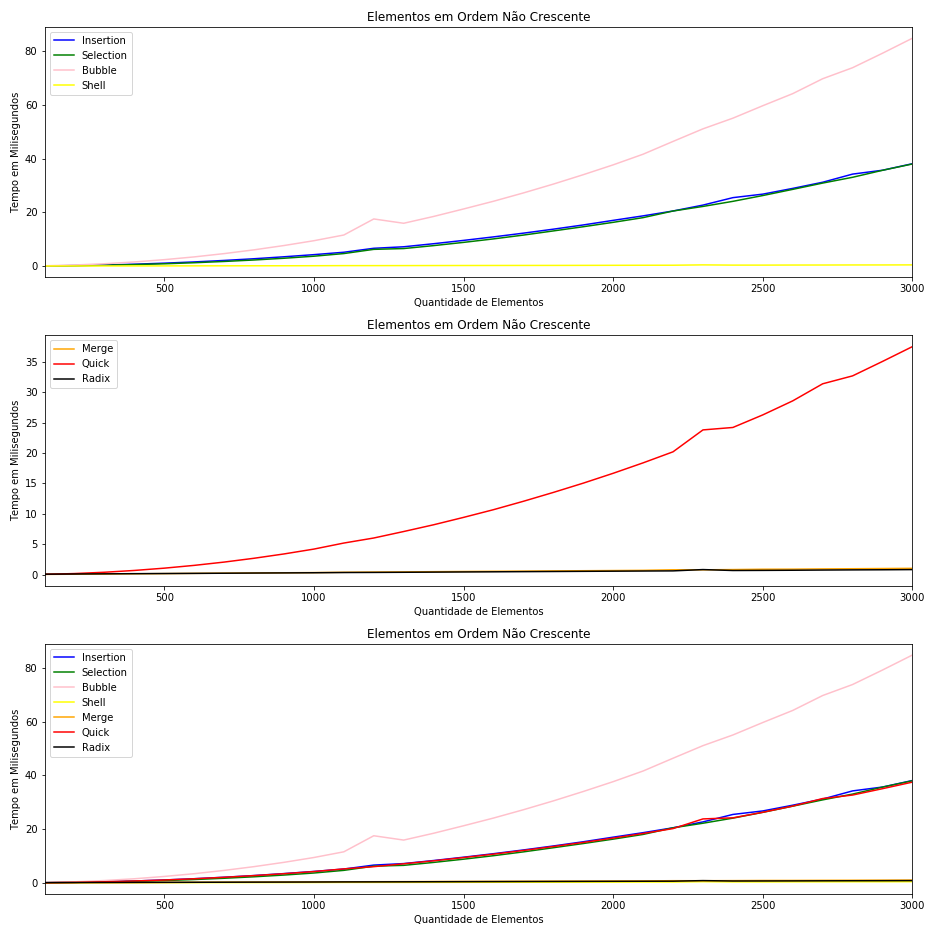 Elementos em Ordem Não Crescente
Insertion
Selection
Bubble
Shell
80
60
40
20
0
Tempo em Milisegundos
500 1000 1500 2000 2500 3000
Quantidade de Elementos
Elementos em Ordem Não Crescente
Merge
Quick
Radix
35
30
25
20
15
10
5
0
Tempo em Milisegundos
500 1000 1500 2000 2500 3000
Quantidade de Elementos
Elementos em Ordem Não Crescente
Insertion
Selection
Bubble
Shell
Merge
Quick
Radix
80
60
40
20
0
Tempo em Milisegundos
500 1000 1500 2000 2500 3000
Quantidade de Elementos